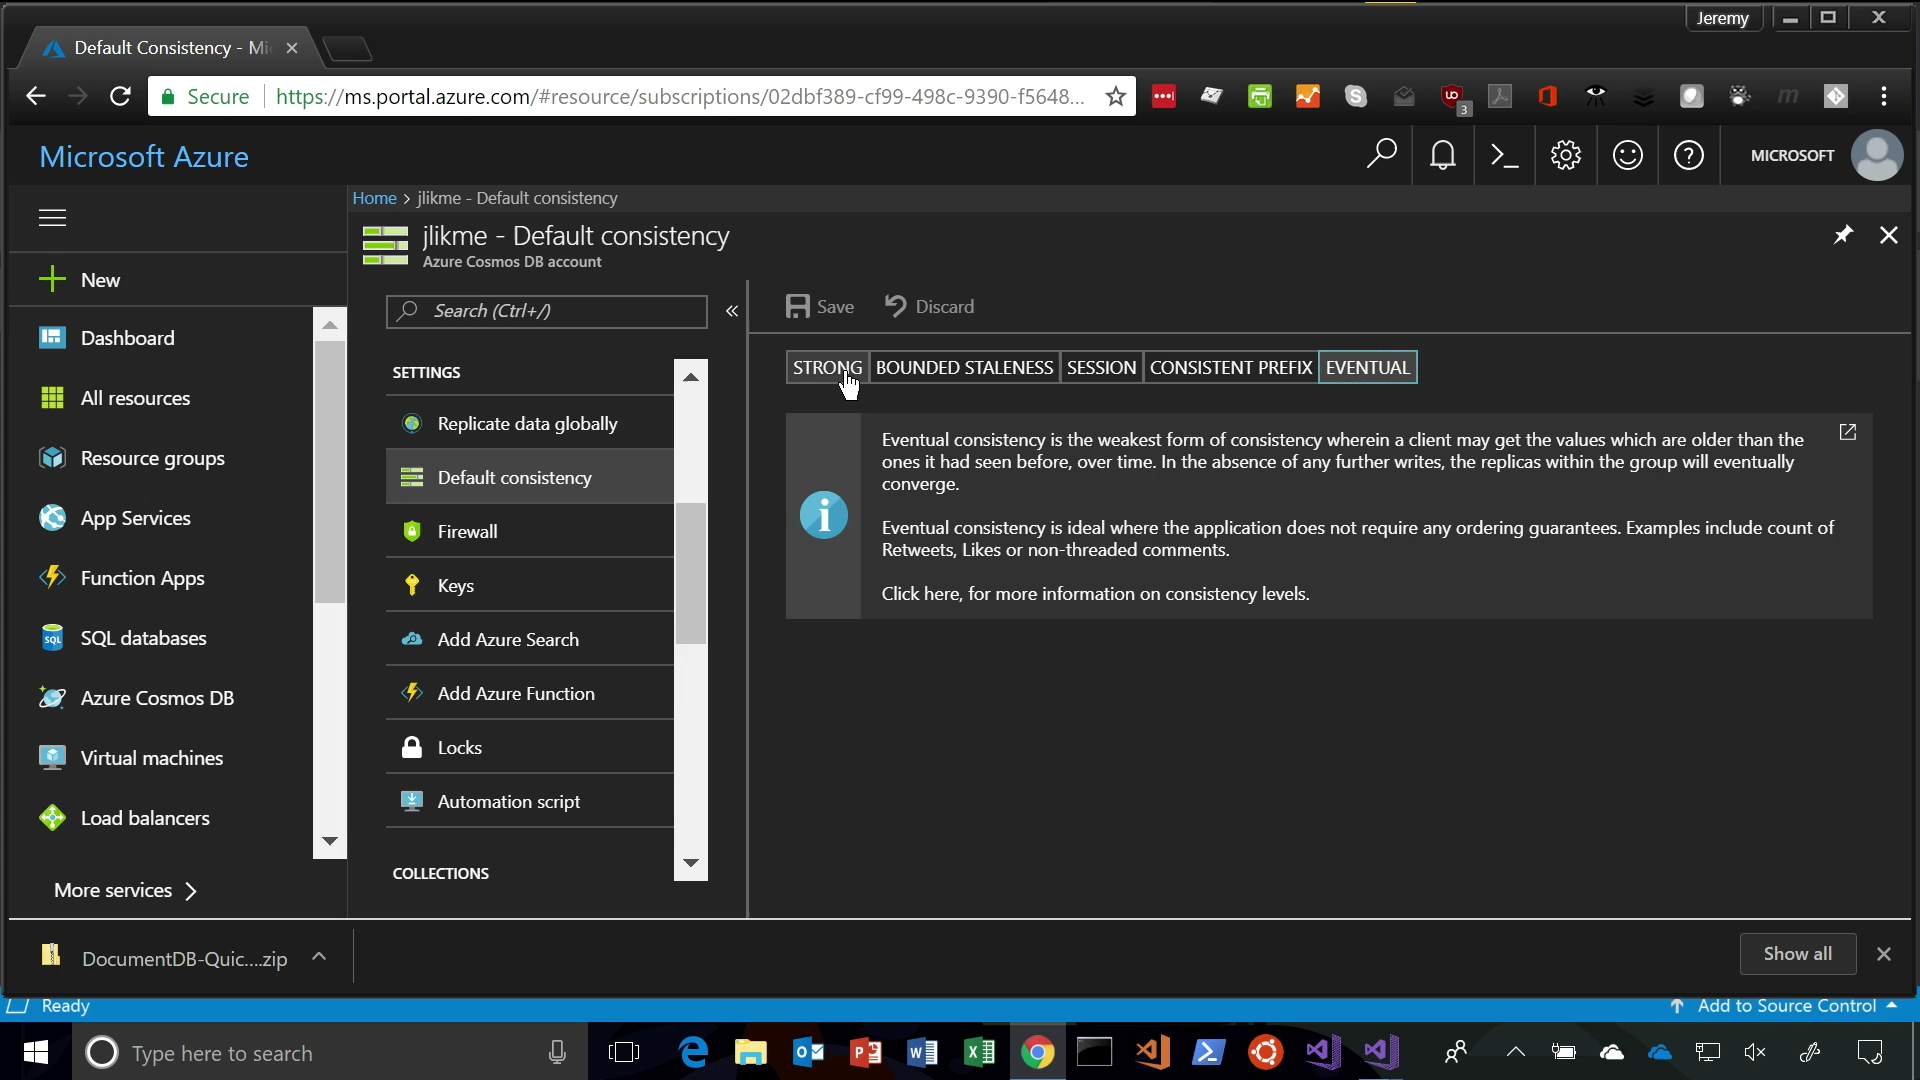 Jeremy
Default Consistency - Mi
Secure
https://ms.portal.azure.com/#resource/subscriptions/02dbf389-cf99-498c-9390-f5648...
3
Microsoft Azure
MICROSOFT
Home > jlikme - Default consistency
jlikme - Default consistency
Azure Cosmos DB account
New
Dashboard
All resources
Resource groups
App Services
Function Apps
SQL
SQL databases
Azure Cosmos DB
Virtual machines
Load balancers
More services
Search (Ctrl+/)
SETTINGS
Replicate data globally
Default consistency
Firewall
Keys
Add Azure Search
Add Azure Function
Locks
Automation script
COLLECTIONS
Save
Discard
STRONG
BOUNDED STALENESS
SESSION
CONSISTENT PREFIX
EVENTUAL
Eventual consistency is the weakest form of consistency wherein a client may get the values which are older than the
ones it had seen before, over time. In the absence of any further writes, the replicas within the group will eventually
converge.
Eventual consistency is ideal where the application does not require any ordering guarantees. Examples include count of
Retweets, Likes or non-threaded comments.
Click here, for more information on consistency levels.
DocumentDB-Quic....zip
Show all
Ready
Add to Source Control
Type here to search